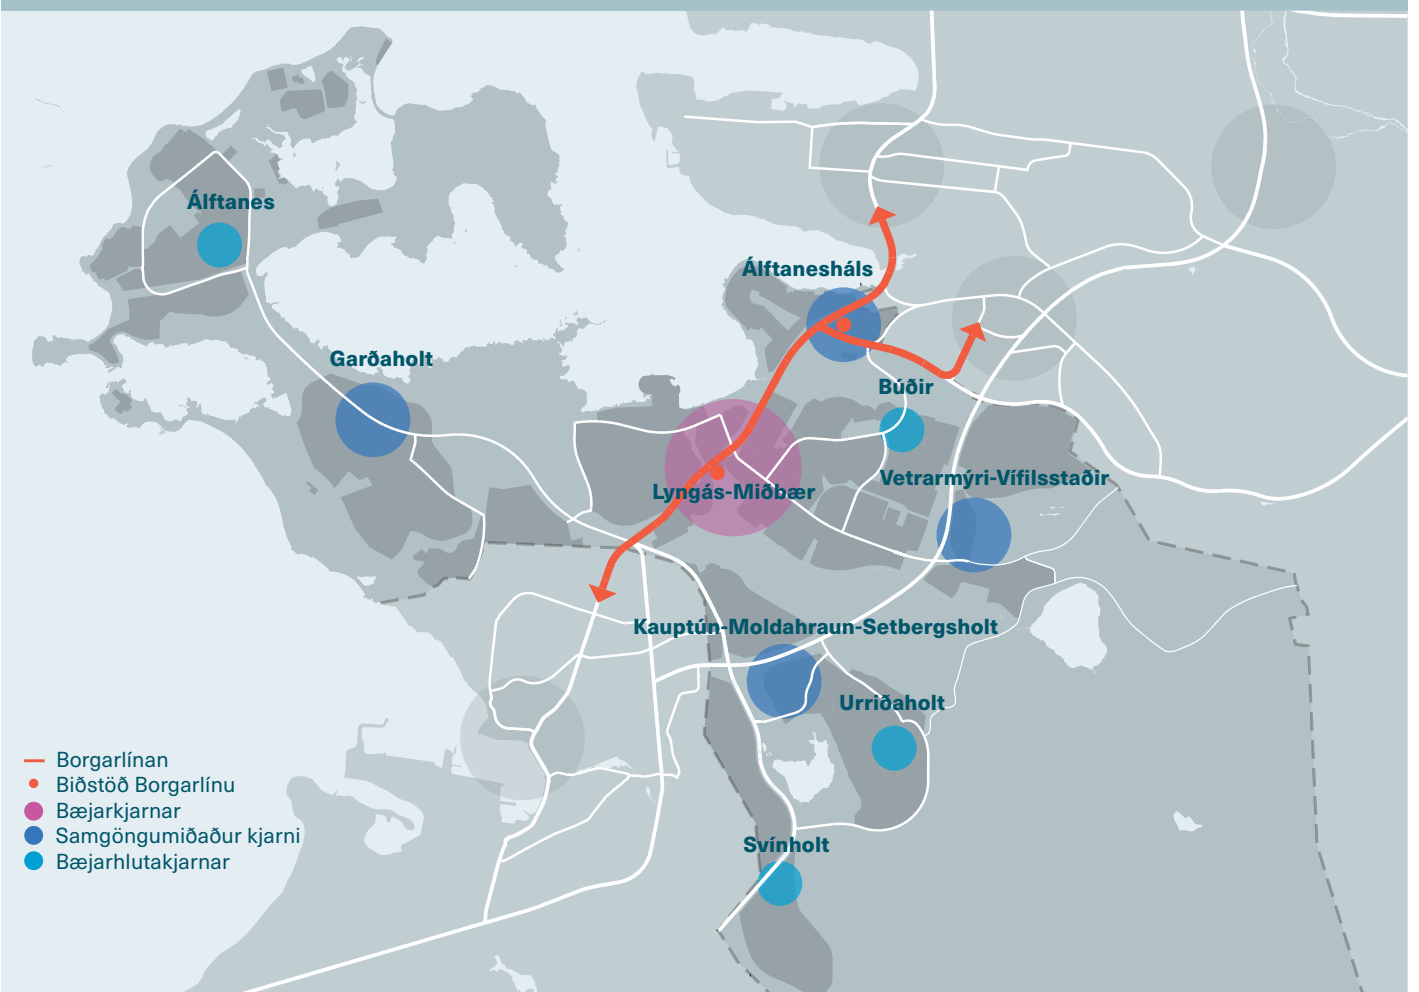 Álftanes
Álftanesháls
Garðaholt
Búðir
Vetrarmýri-Vífilsstaðir
Lyngás-Miðbær
Kauptún-Moldahraun-Setbergsholt
Urriðaholt
Svínholt
Borgarlínan
Biðstöð Borgarlínu
Bæjarkjarnar
Samgöngumiðaður kjarni
Bæjarhlutakjarnar